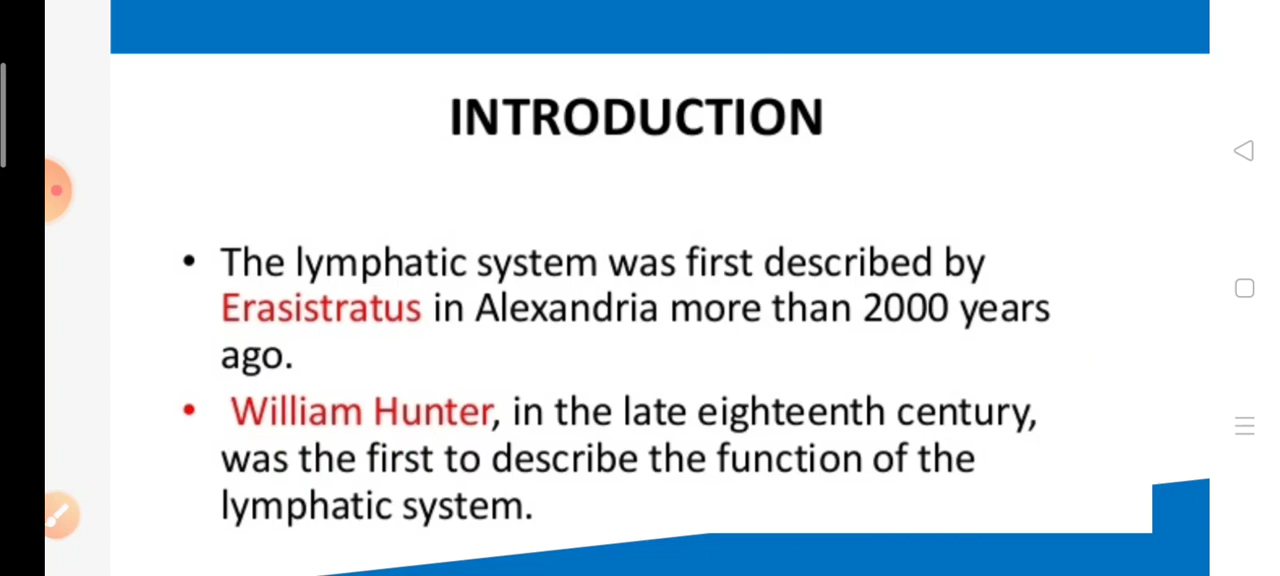 INTRODUCTION
• The lymphatic system was first described by
Erasistratus in Alexandria more than 2000 years
ago.
• William Hunter, in the late eighteenth century,
was the first to describe the function of the
lymphatic system.